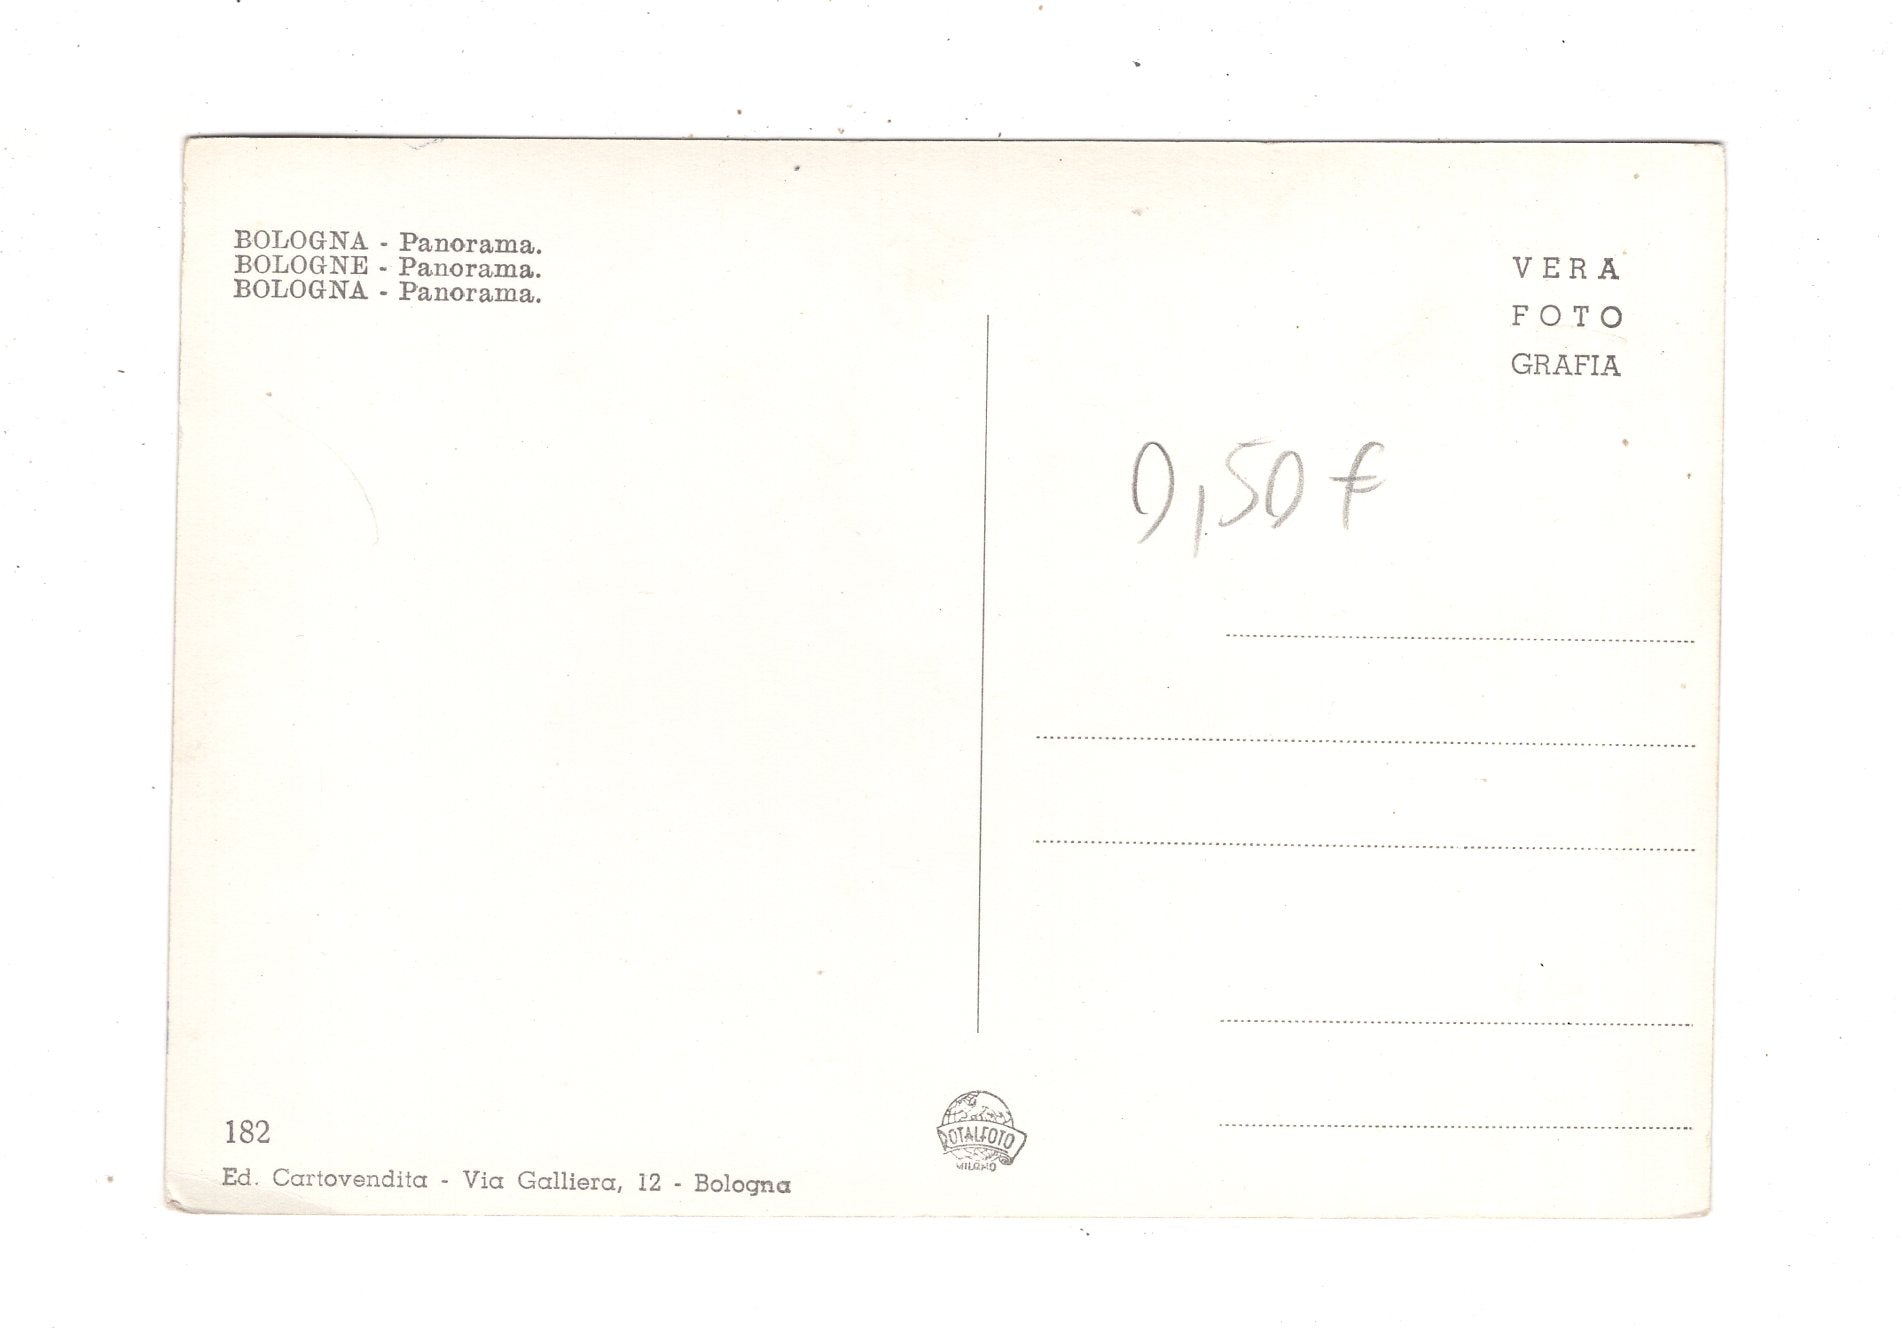 BOLOGNA - Panorama.
BOLOGNE - Panorama.
BOLOGNA - Panorama.
VERA
FOTO
GRAFIA
0,50 f
182
Ed. Cartovendita - Via Galliera, 12 - Bologna
ROTALFOTO
MILANO